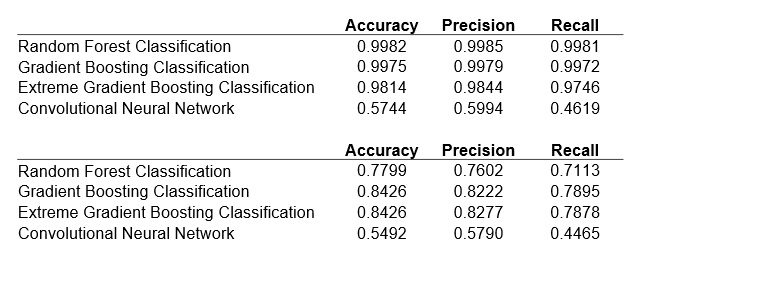 Accuracy Precision Recall
Random Forest Classification 0.9982 0.9985 0.9981
Gradient Boosting Classification 0.9975 0.9979 0.9972
Extreme Gradient Boosting Classification 0.9814 0.9844 0.9746
Convolutional Neural Network 0.5744 0.5994 0.4619
Accuracy Precision Recall
Random Forest Classification 0.7799 0.7602 0.7113
Gradient Boosting Classification 0.8426 0.8222 0.7895
Extreme Gradient Boosting Classification 0.8426 0.8277 0.7878
Convolutional Neural Network 0.5492 0.5790 0.4465